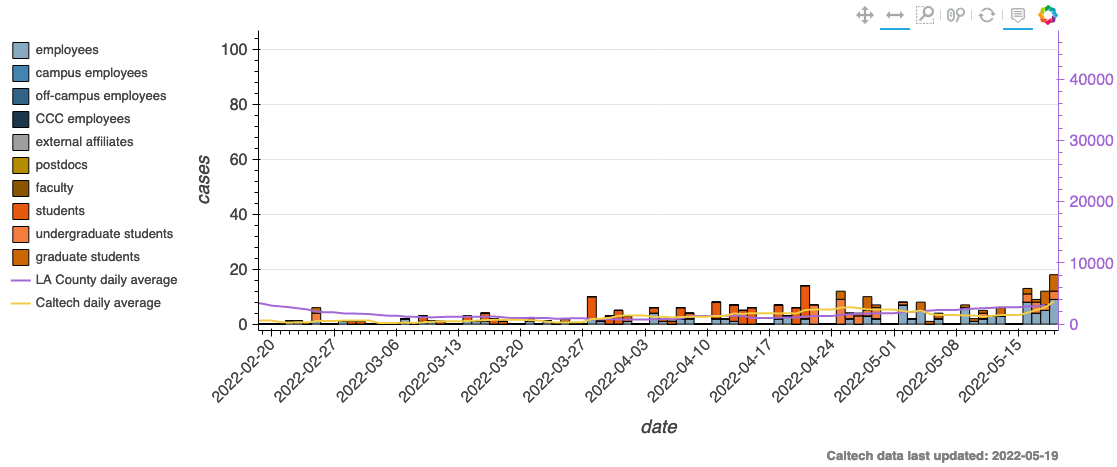 employees
campus employees
off-campus employees
CCC employees
external affiliates
postdocs
faculty
students
undergraduate students
graduate students
LA County daily average
Caltech daily average
cases
100
80
60
40
20
0
40000
30000
20000
10000
0
2022-02-20
2022-02-27
2022-03-06
2022-03-13
2022-03-20
2022-03-27
2022-04-03
2022-04-10
2022-04-17
2022-04-24
2022-05-01
2022-05-08
2022-05-15
date
Caltech data last updated: 2022-05-19